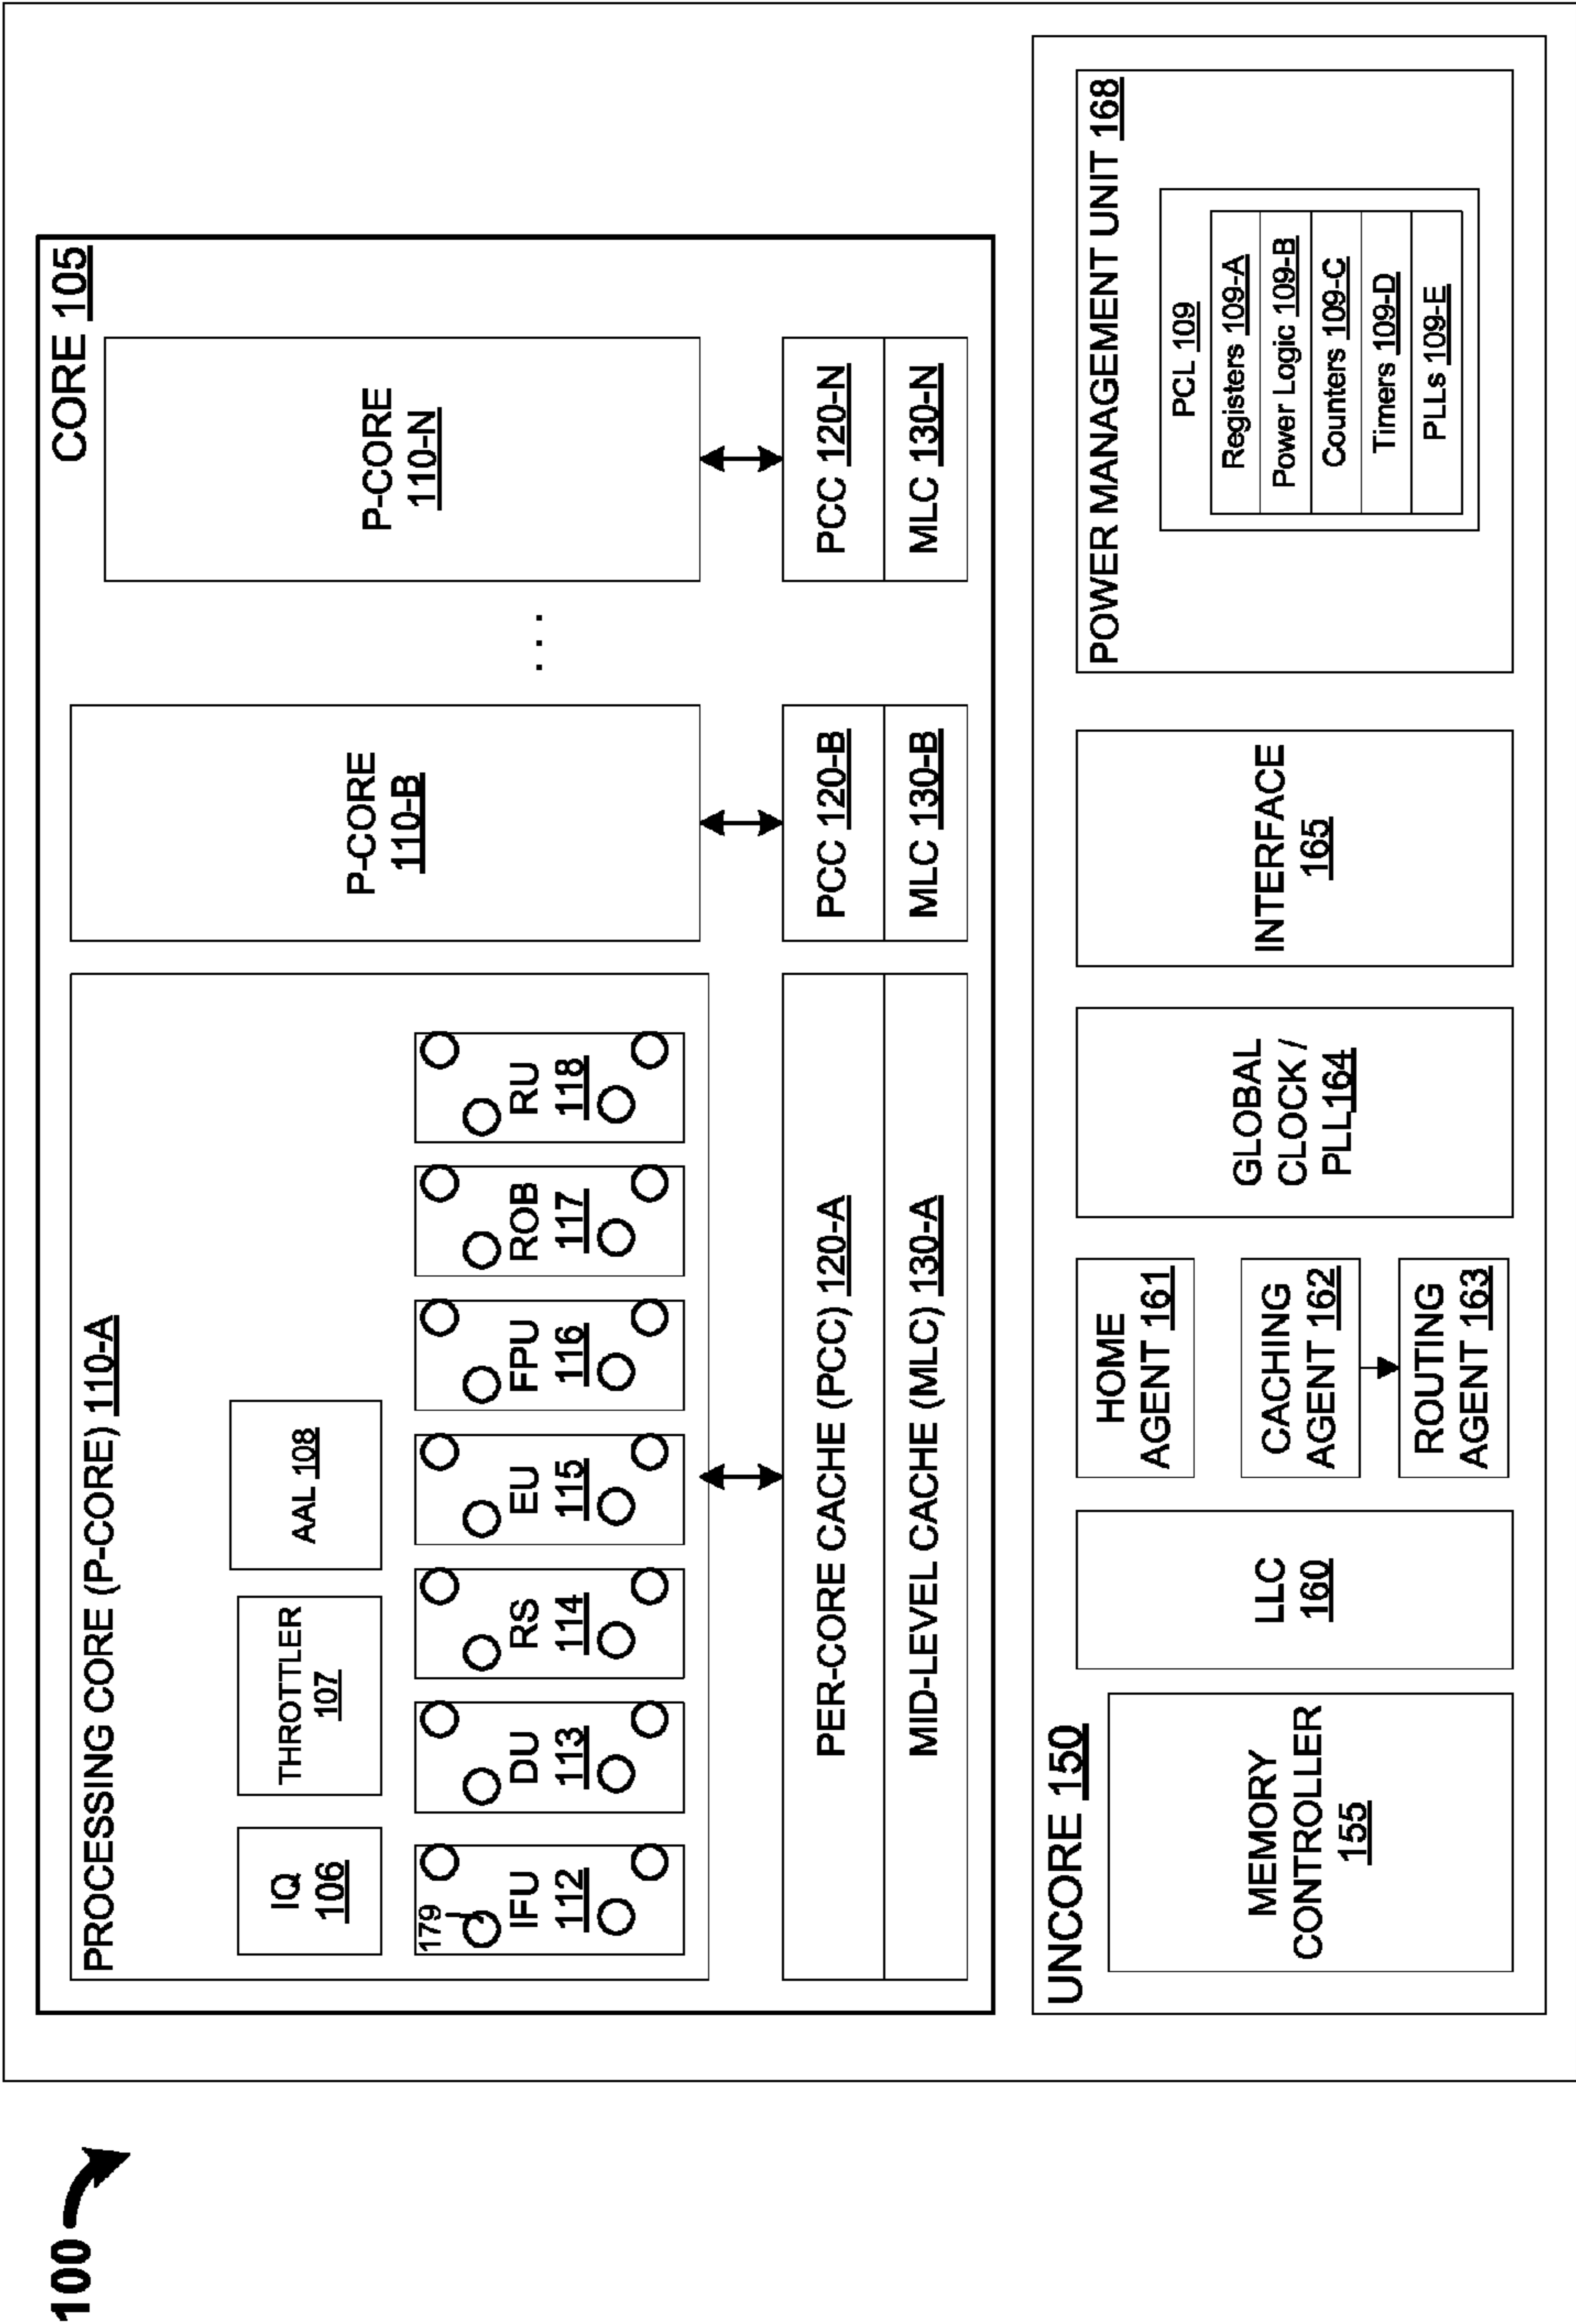 100
CORE 105
PROCESSING CORE (P-CORE) 110-A
IQ
106
THROTTLER
107
AAL 108
179
IFU
112
DU
113
RS
114
EU
115
FPU
116
ROB
117
RU
118
P-CORE
110-B
. . .
P-CORE
110-N
PER-CORE CACHE (PCC) 120-A
MID-LEVEL CACHE (MLC) 130-A
PCC 120-B
MLC 130-B
PCC 120-N
MLC 130-N
UNCORE 150
MEMORY
CONTROLLER
155
LLC
160
HOME
AGENT 161
CACHING
AGENT 162
ROUTING
AGENT 163
GLOBAL
CLOCK /
PLL164
INTERFACE
165
POWER MANAGEMENT UNIT 168
PCL 109
Registers 109-A
Power Logic 109-B
Counters 109-C
Timers 109-D
PLLs 109-E